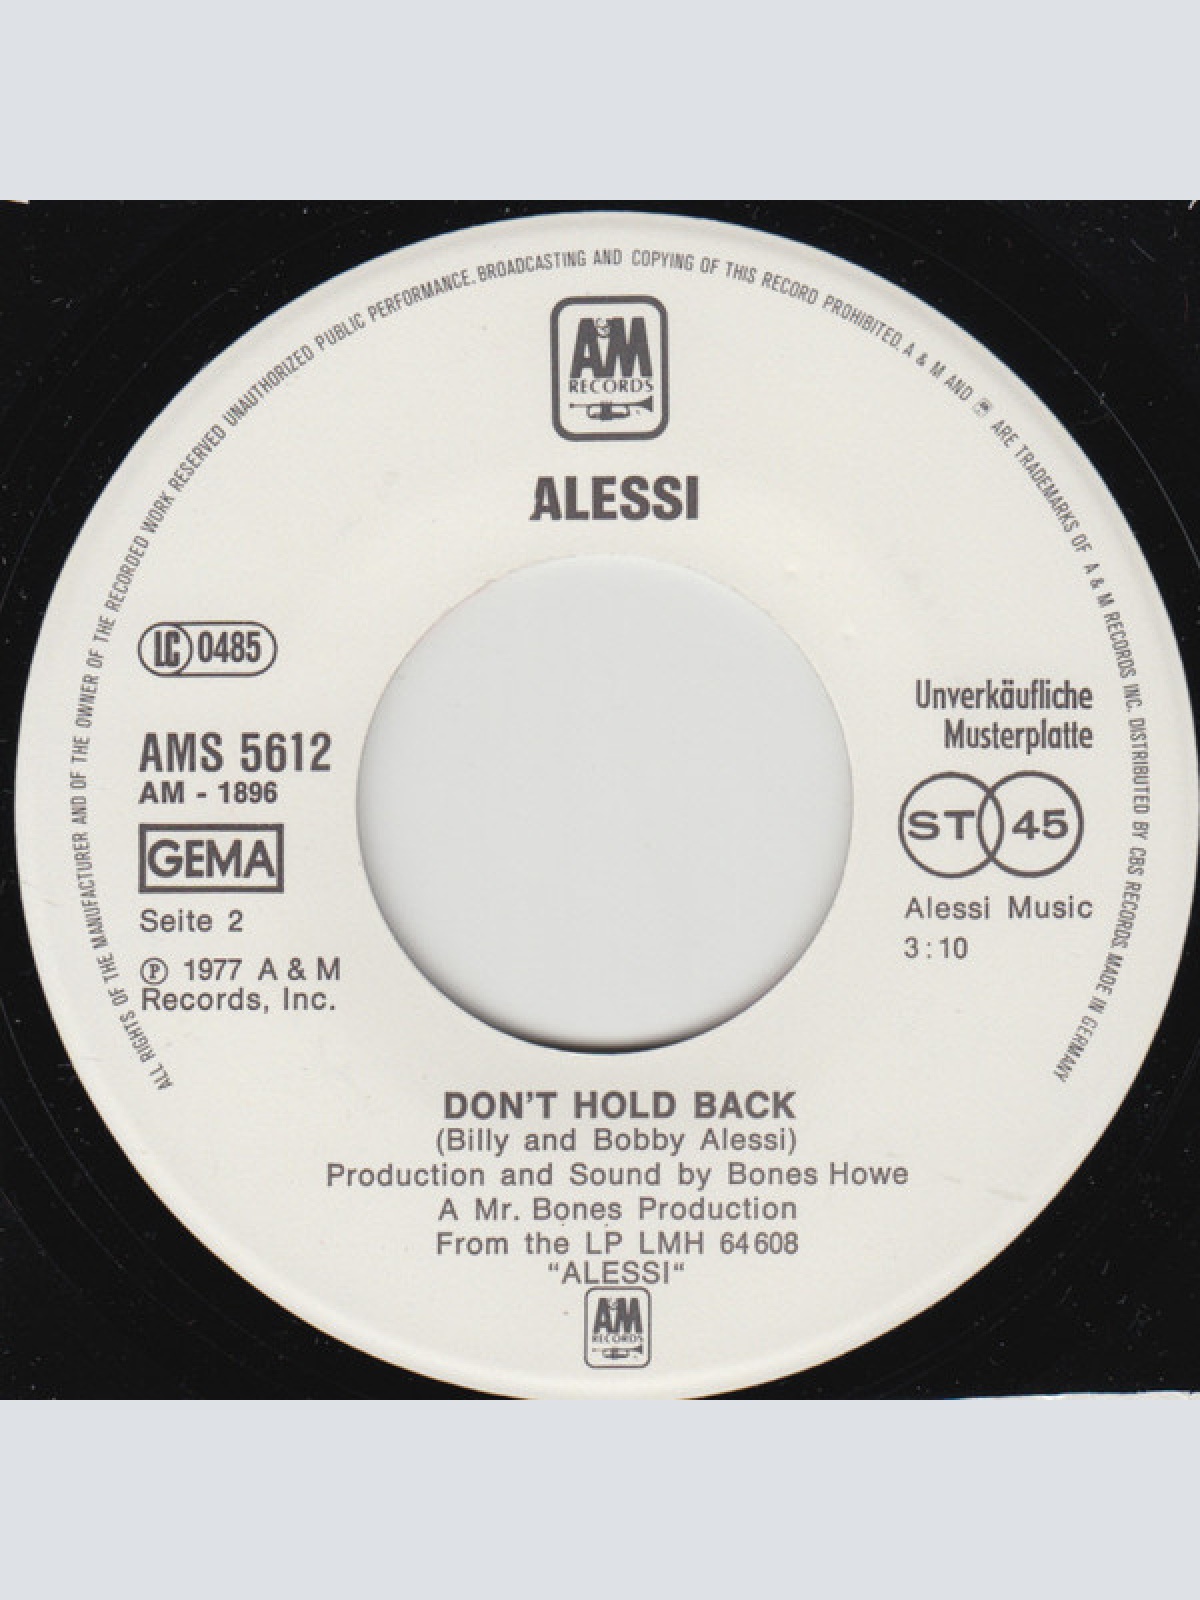 ALL RIGHTS OF THE MANUFACTURER AND OF THE OWNER OF THE RECORDED WORK RESERVED UNAUTHORIZED PUBLIC PERFORMANCE. BROADCASTING AND COPYING OF THIS RECORD PROHIBITED. A & M AND AM ARE TRADEMARKS OF A & M RECORDS INC. DISTRIBUTED BY CBS RECORDS. MADE IN GERMANY
AM
RECORDS
ALESSI
LC 0485
AMS 5612
AM - 1896
GEMA
Seite 2
℗ 1977 A & M
Records, Inc.
Unverkäufliche
Musterplatte
ST 45
Alessi Music
3:10
DON'T HOLD BACK
(Billy and Bobby Alessi)
Production and Sound by Bones Howe
A Mr. Bones Production
From the LP LMH 64608
“ALESSI“
AM
RECORDS